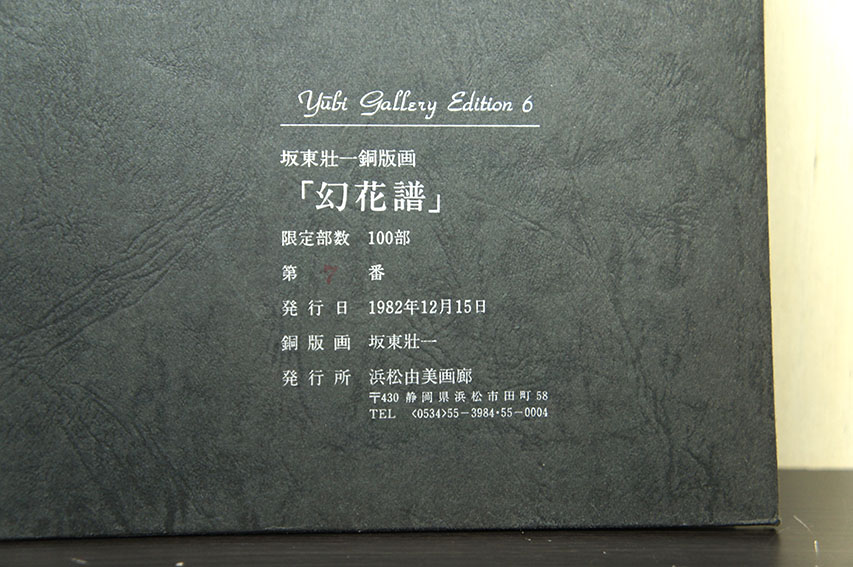 Yūbi Gallery Edition 6
坂東壯一銅版画
「幻花譜」
限定部数 100部
第 7 番
発行日 1982年12月15日
銅版画 坂東壯一
発行所 浜松由美画廊
〒430 静岡県浜松市田町58
TEL <0534>55-3984・55-0004